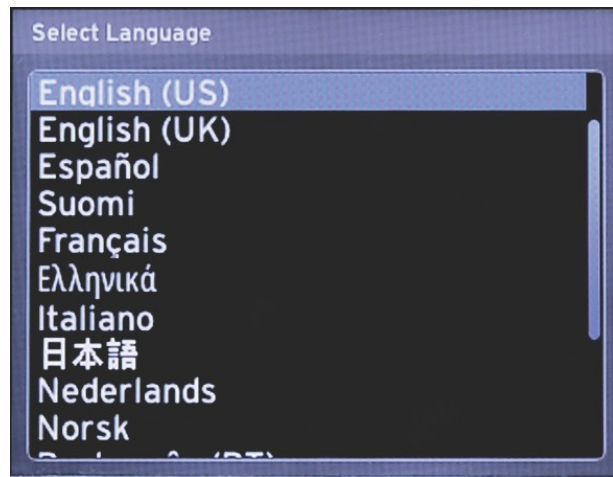 Select Language
English (US)
English (UK)
Español
Suomi
Français
Ελληνικά
Italiano
日本語
Nederlands
Norsk